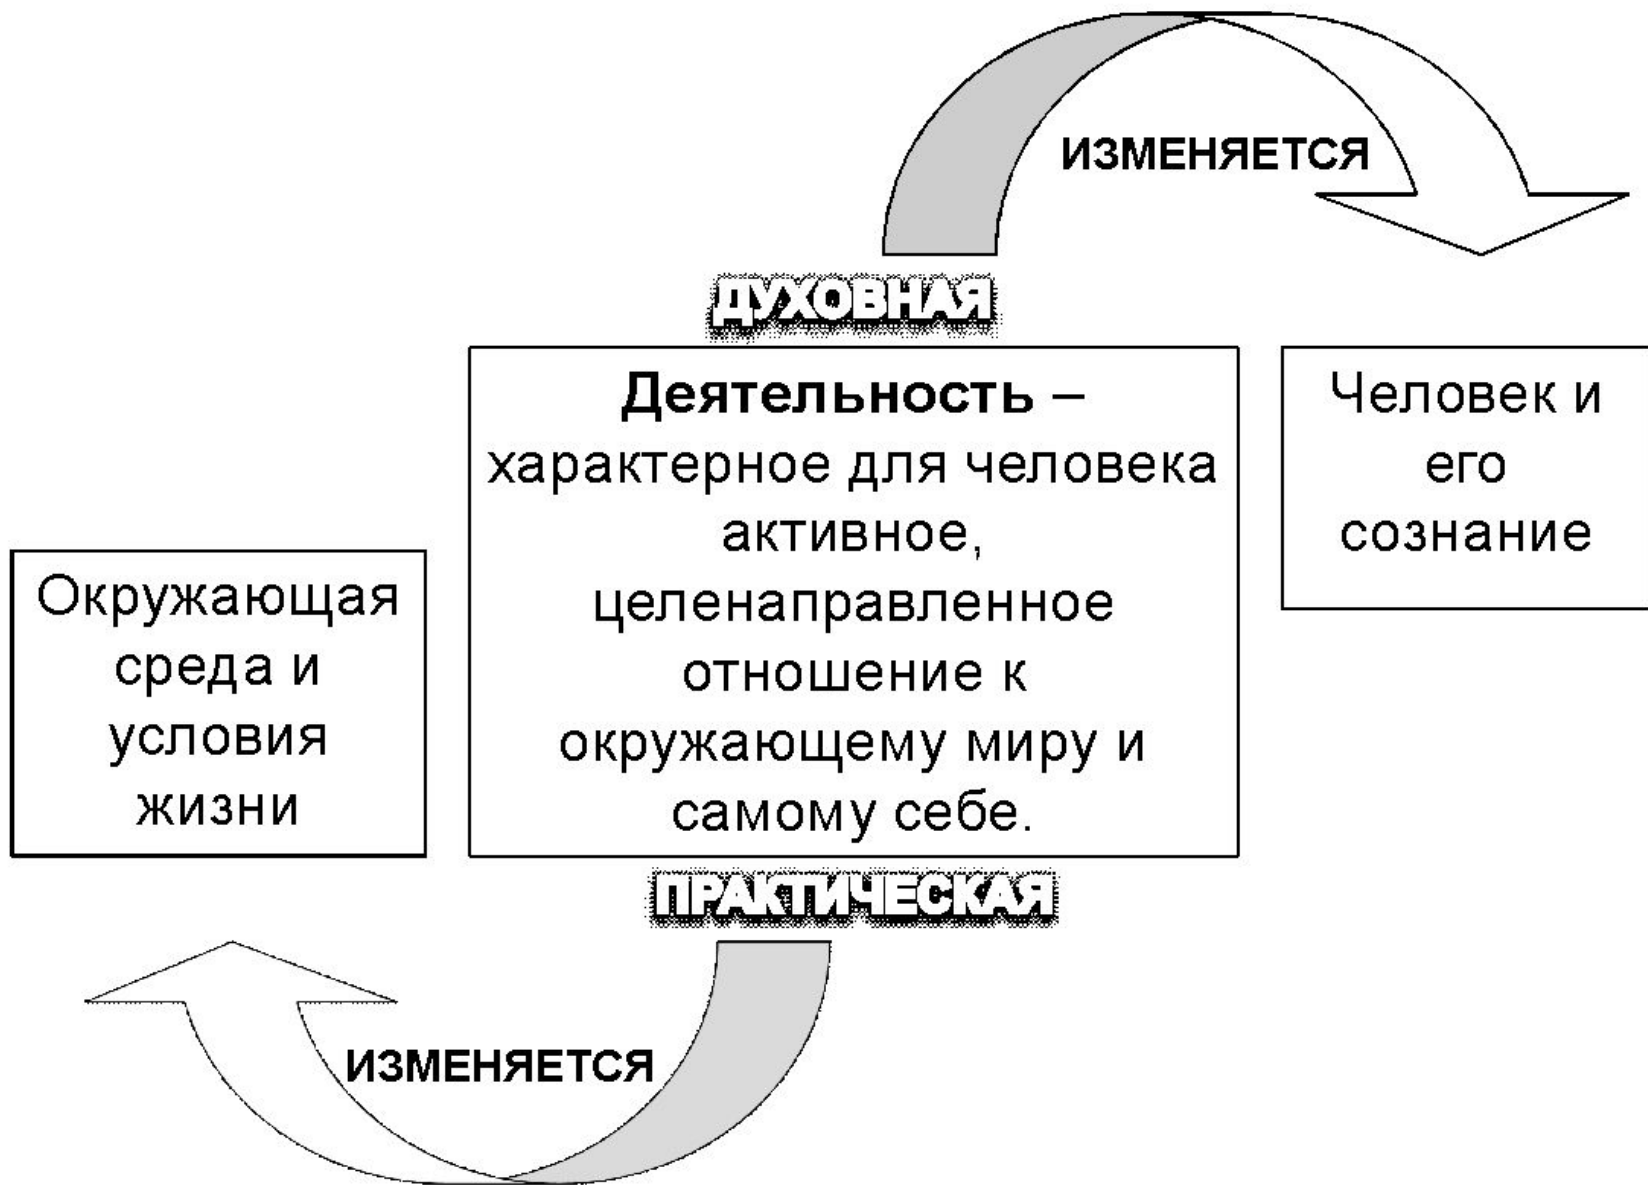 ИЗМЕНЯЕТСЯ
ДУХОВНАЯ
Деятельность –
характерное для человека
активное,
целенаправленное
отношение к
окружающему миру и
самому себе.
Человек и
его
сознание
Окружающая
среда и
условия
жизни
ПРАКТИЧЕСКАЯ
ИЗМЕНЯЕТСЯ